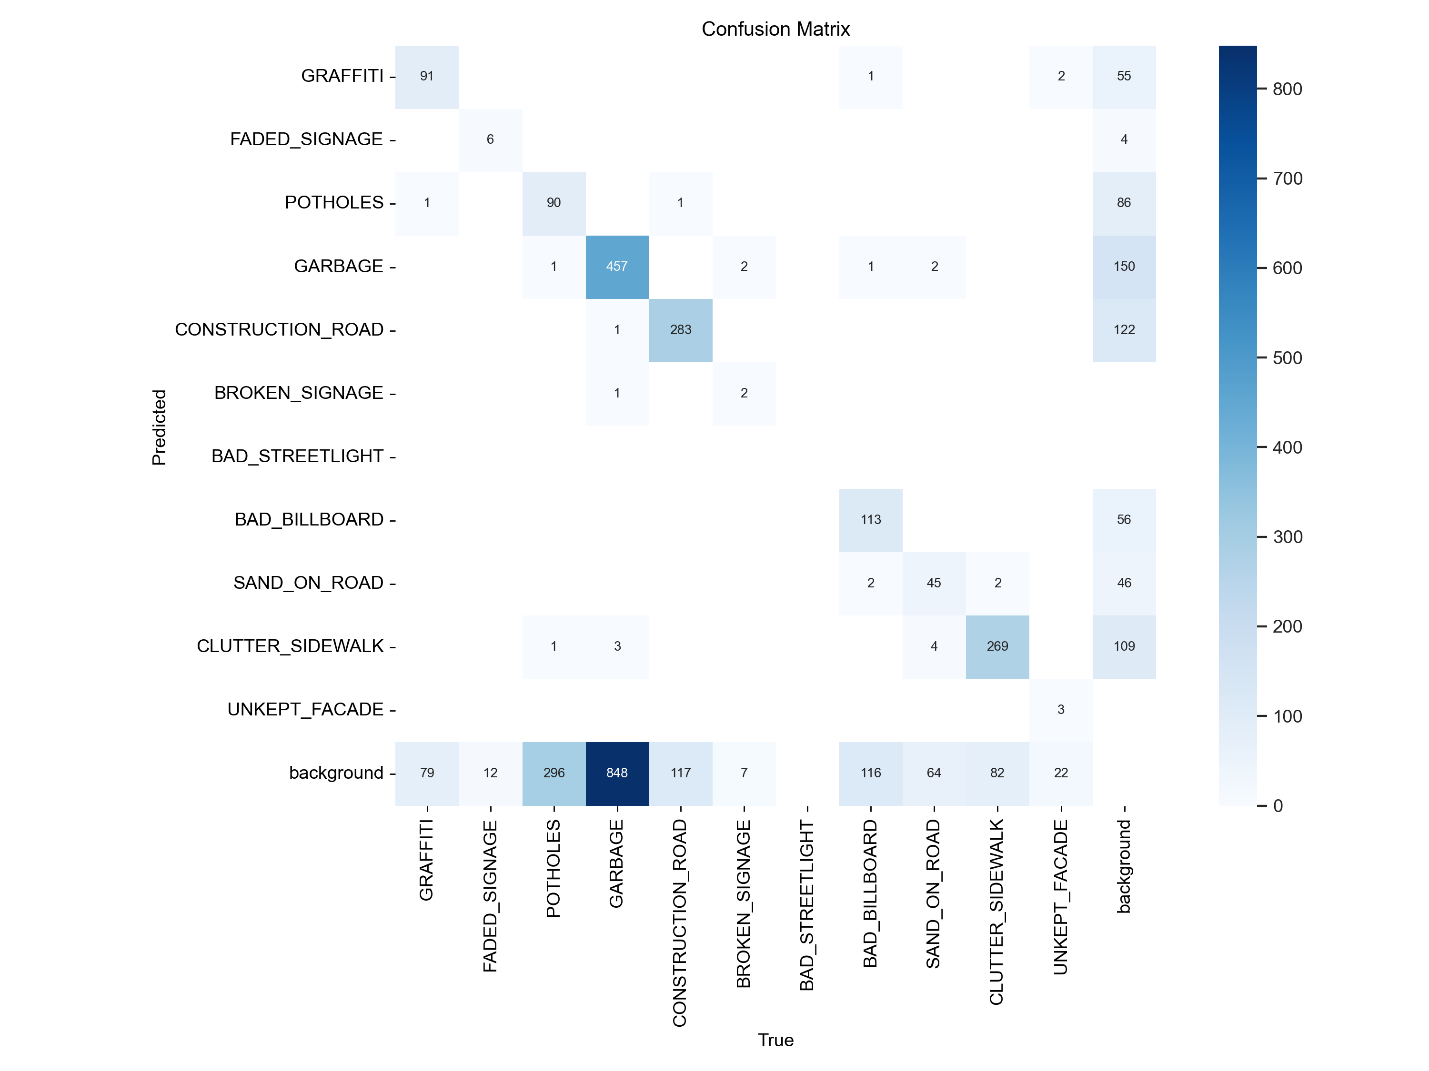 Confusion Matrix
GRAFFITI 91 1 2 55
FADED_SIGNAGE 6 4
POTHOLES 1 90 1 86
GARBAGE 1 457 2 1 2 150
CONSTRUCTION_ROAD 1 283 122
BROKEN_SIGNAGE 1 2
BAD_STREETLIGHT
BAD_BILLBOARD 113 56
SAND_ON_ROAD 2 45 2 46
CLUTTER_SIDEWALK 1 3 4 269 109
UNKEPT_FACADE 3
background 79 12 296 848 117 7 116 64 82 22
Predicted
GRAFFITI
FADED_SIGNAGE
POTHOLES
GARBAGE
CONSTRUCTION_ROAD
BROKEN_SIGNAGE
BAD_STREETLIGHT
BAD_BILLBOARD
SAND_ON_ROAD
CLUTTER_SIDEWALK
UNKEPT_FACADE
background
True
800
700
600
500
400
300
200
100
0